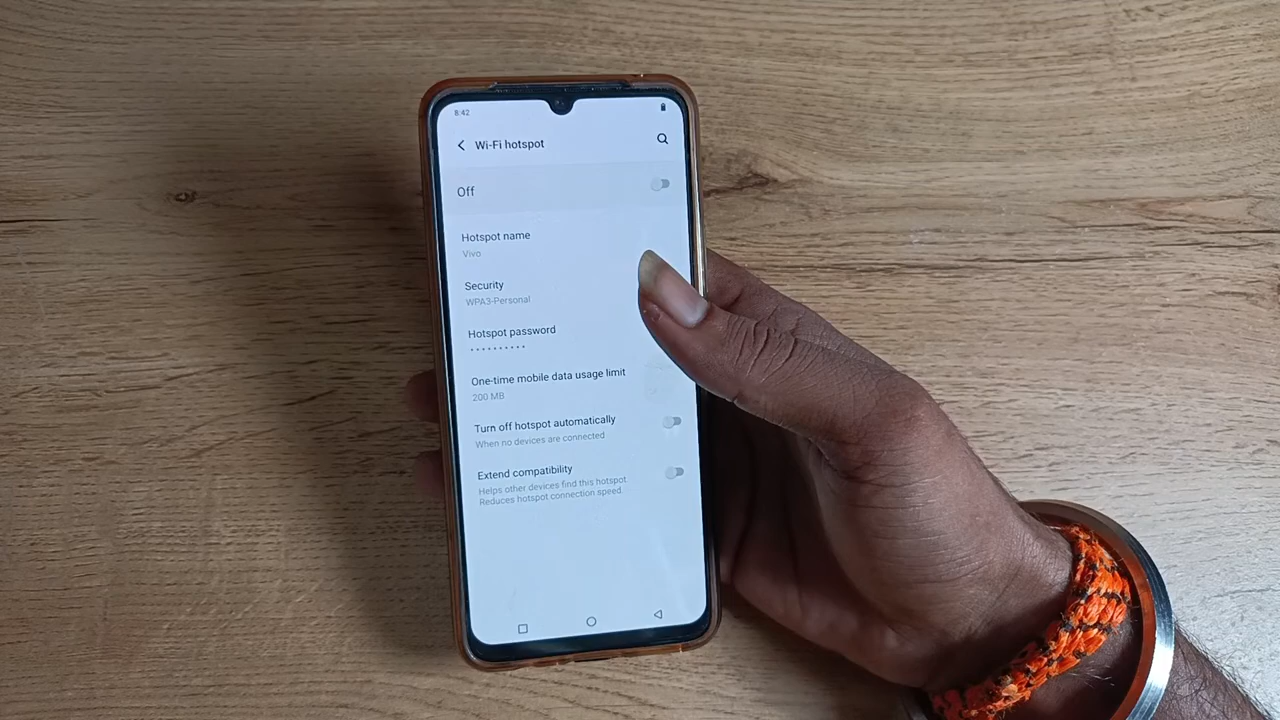 8:42
Wi-Fi hotspot
Off
Hotspot name
Vivo
Security
WPA3-Personal
Hotspot password
••••••••••
One-time mobile data usage limit
200 MB
Turn off hotspot automatically
When no devices are connected
Extend compatibility
Helps other devices find this hotspot.
Reduces hotspot connection speed.